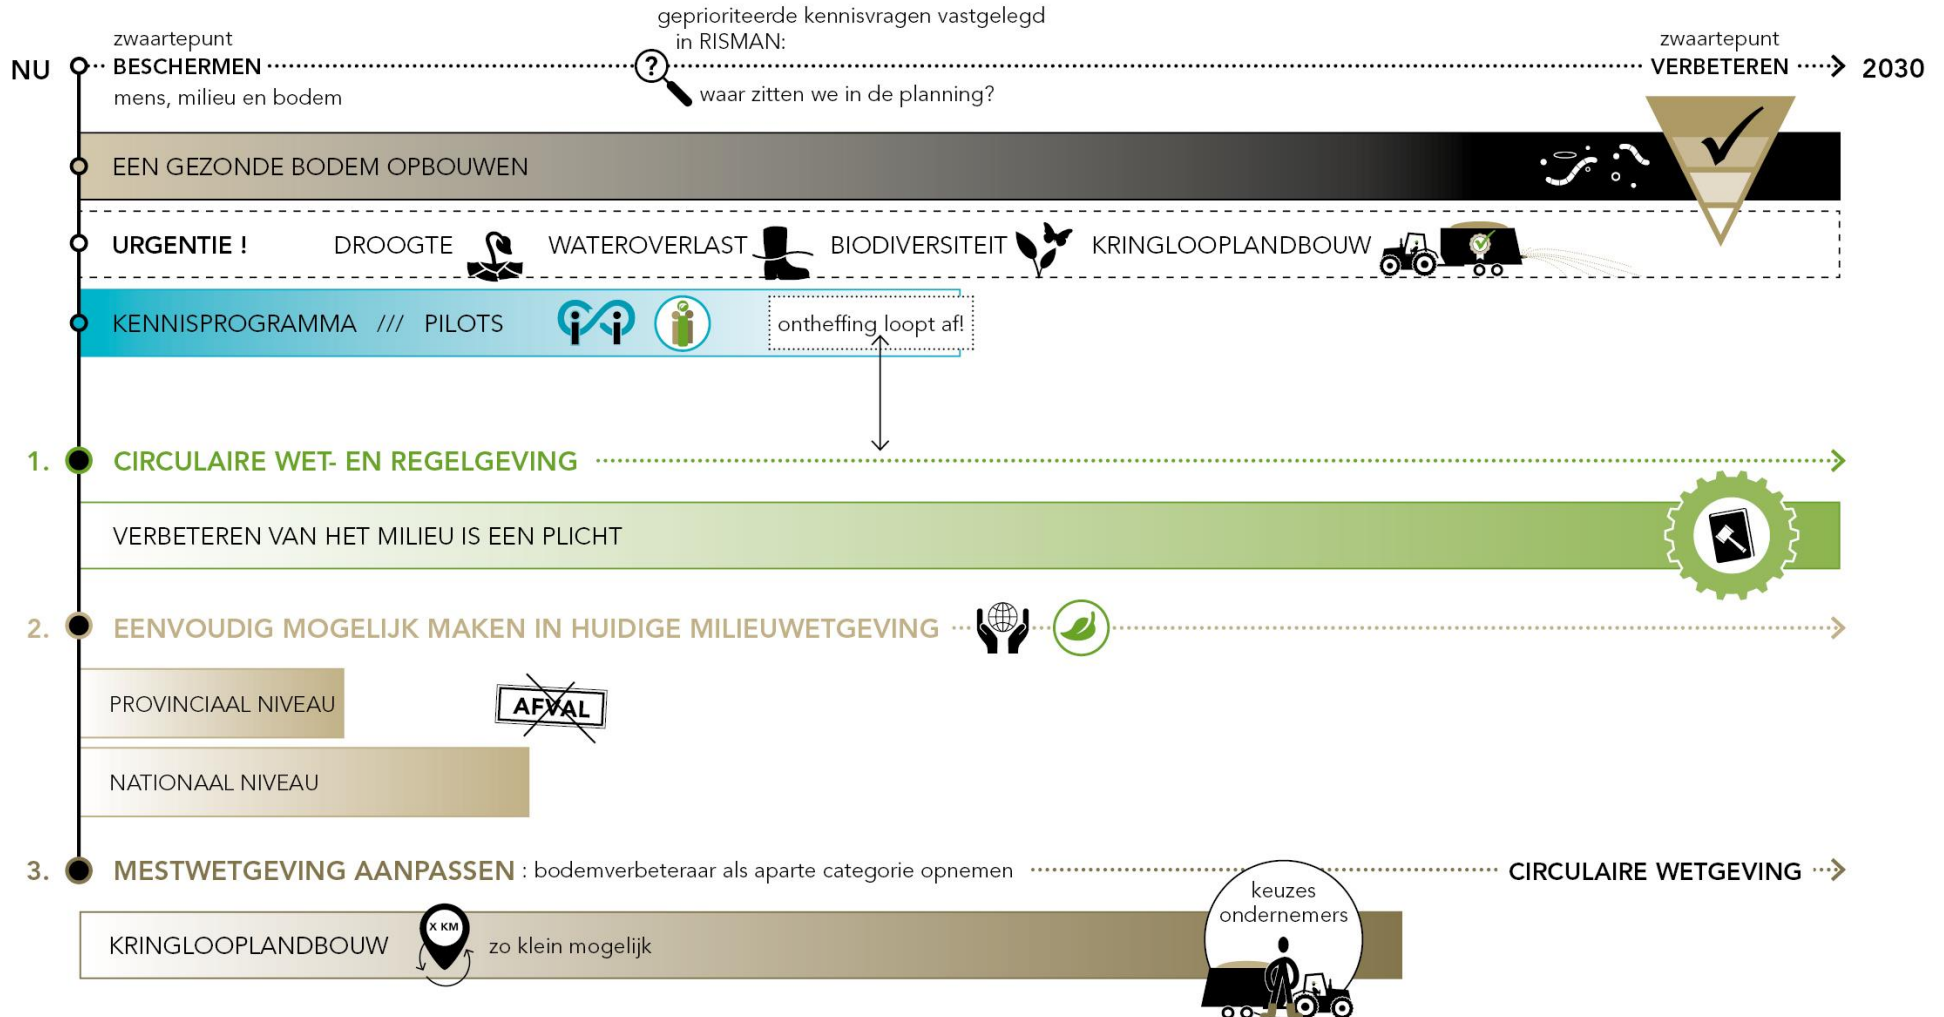 geprioriteerde kennisvragen vastgelegd
in RISMAN:
zwaartepunt
zwaartepunt
NU
BESCHERMEN
?
VERBETEREN
2030
mens, milieu en bodem
waar zitten we in de planning?
EEN GEZONDE BODEM OPBOUWEN
URGENTIE !
DROOGTE
WATEROVERLAST
BIODIVERSITEIT
KRINGLOOPLANDBOUW
KENNISPROGRAMMA /// PILOTS
ontheffing loopt af!
1. CIRCULAIRE WET- EN REGELGEVING
VERBETEREN VAN HET MILIEU IS EEN PLICHT
2. EENVOUDIG MOGELIJK MAKEN IN HUIDIGE MILIEUWETGEVING
PROVINCIAAL NIVEAU
AFVAL
NATIONAAL NIVEAU
3. MESTWETGEVING AANPASSEN : bodemverbeteraar als aparte categorie opnemen
CIRCULAIRE WETGEVING
keuzes
ondernemers
KRINGLOOPLANDBOUW
X KM
zo klein mogelijk